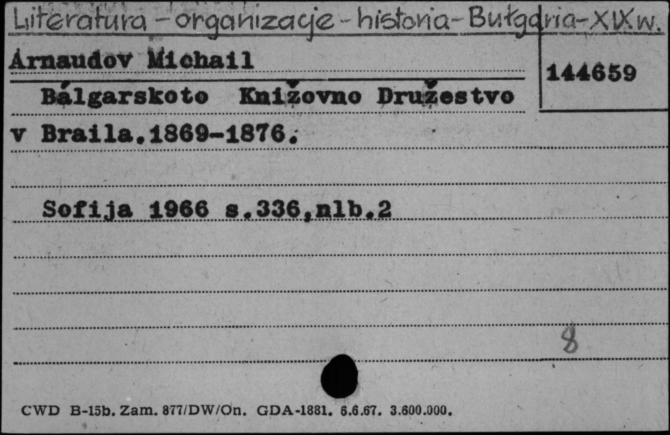 Literatura - organizacje - historia - Bułgaria - XIX w.
Arnaudov Michail
144659
Bálgarskoto Knižovno Družestvo
v Braila.1869-1876.
Sofija 1966 s.336,nlb.2
8
CWD B-15b. Zam. 877/DW/On. GDA-1881. 6.6.67. 3.600.000.